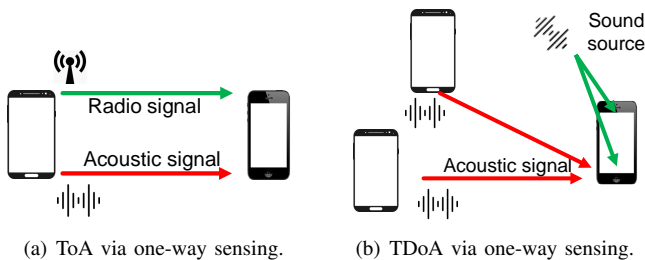 Radio signal
Acoustic signal
(a) ToA via one-way sensing.
Sound
source
Acoustic signal
(b) TDoA via one-way sensing.